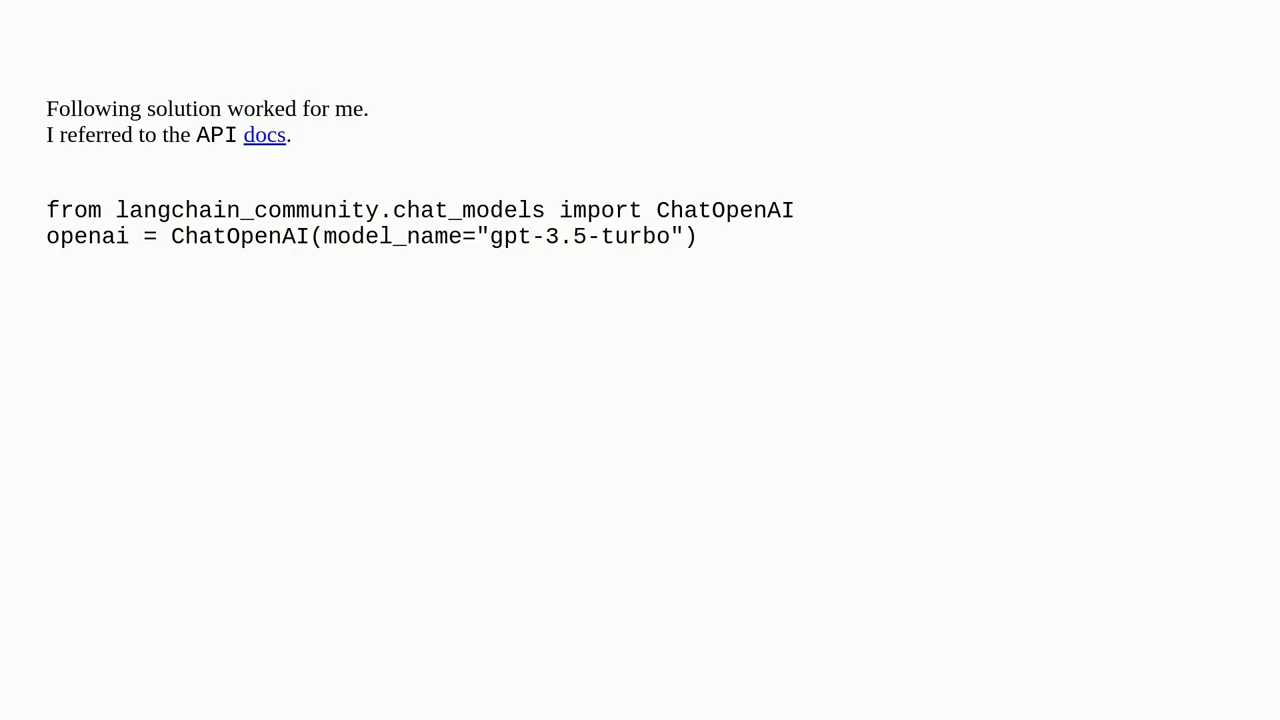 Following solution worked for me.
I referred to the API docs.
from langchain_community.chat_models import ChatOpenAI
openai = ChatOpenAI(model_name="gpt-3.5-turbo")